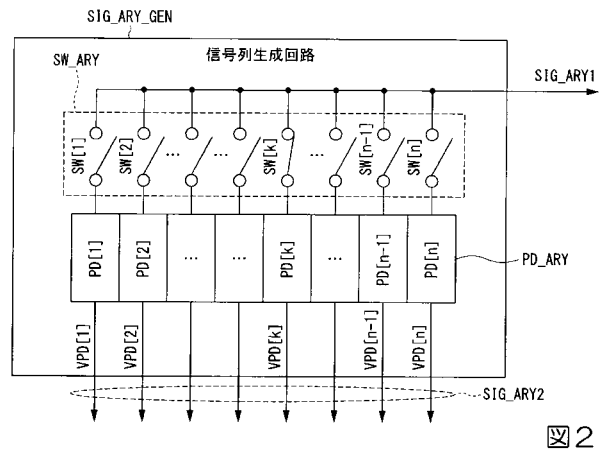 SIG_ARY_GEN
信号列生成回路
SW_ARY
SIG_ARY1
SW[1]
SW[2]
...
...
SW[k]
...
SW[n-1]
SW[n]
PD[1]
PD[2]
...
...
PD[k]
...
PD[n-1]
PD[n]
PD_ARY
VPD[1]
VPD[2]
VPD[k]
VPD[n-1]
VPD[n]
SIG_ARY2
図2